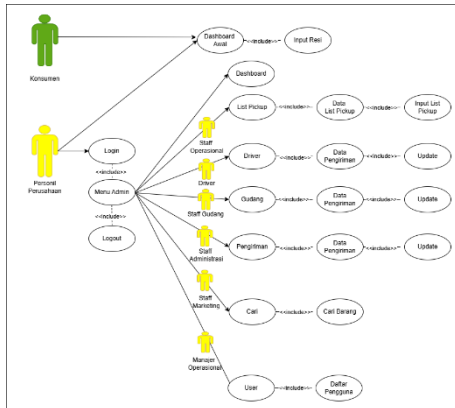 Dashboard
Awal
<<include>>
Input Resi
Konsumen
Dashboard
List Pickup
<<include>>
Data
List Pickup
<<include>>
Input List
Pickup
Staff
Operasional
Login
Personil
Perusahaan
<<include>>
Driver
<<include>>
Data
Pengiriman
<<include>>
Update
Driver
Menu Admin
Gudang
<<include>>
Data
Pengiriman
<<include>>
Update
Staff Gudang
<<include>>
Logout
Pengiriman
<<include>>
Data
Pengiriman
<<include>>
Update
Staff
Administrasi
Staff
Marketing
Cari
<<include>>
Cari Barang
Manajer
Operasional
User
<<include>>
Daftar
Pengguna